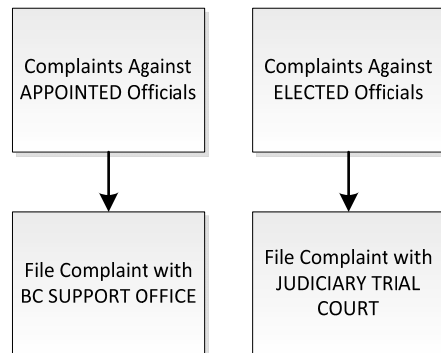 Complaints Against
APPOINTED Officials
Complaints Against
ELECTED Officials
File Complaint with
BC SUPPORT OFFICE
File Complaint with
JUDICIARY TRIAL
COURT